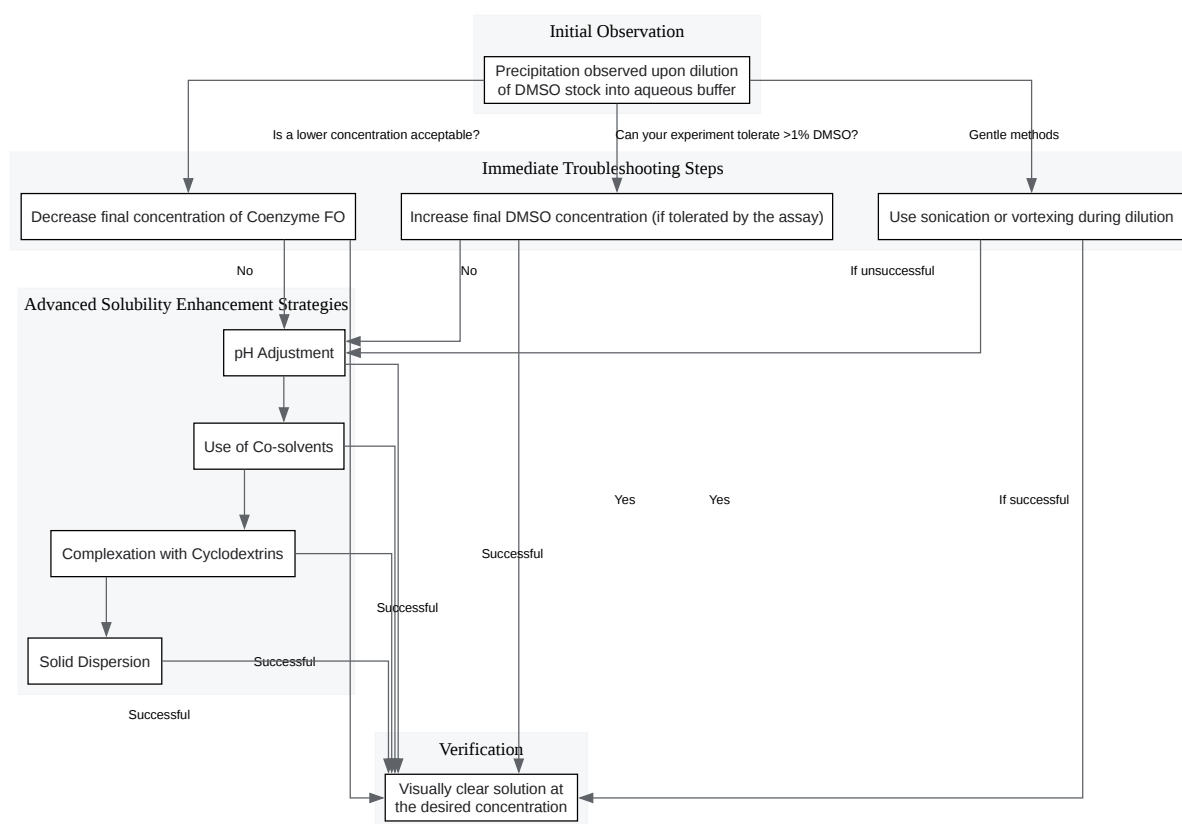 Initial Observation
Precipitation observed upon dilution
of DMSO stock into aqueous buffer
Is a lower concentration acceptable?
Can your experiment tolerate >1% DMSO?
Gentle methods
Immediate Troubleshooting Steps
Decrease final concentration of Coenzyme FO
Increase final DMSO concentration (if tolerated by the assay)
Use sonication or vortexing during dilution
No
No
If unsuccessful
Advanced Solubility Enhancement Strategies
pH Adjustment
Use of Co-solvents
Yes
Yes
If successful
Complexation with Cyclodextrins
Successful
Successful
Solid Dispersion
Successful
Successful
Verification
Visually clear solution at
the desired concentration